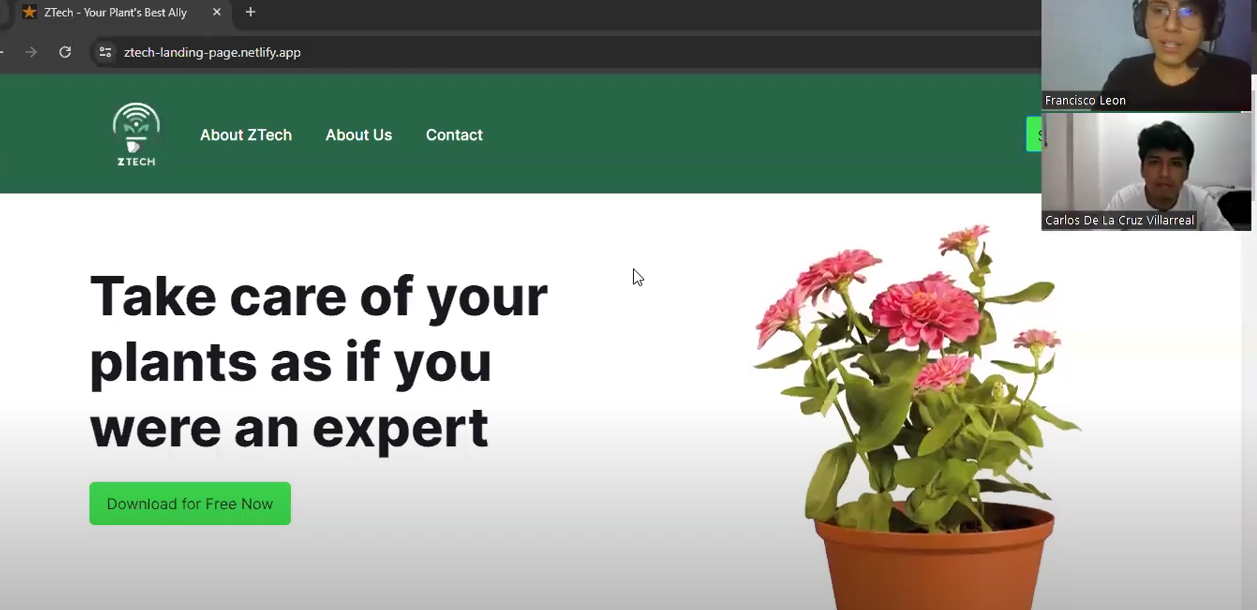 ZTech - Your Plant's Best Ally
ztech-landing-page.netlify.app
ZTECH
About ZTech
About Us
Contact
Francisco Leon
Carlos De La Cruz Villarreal
Take care of your
plants as if you
were an expert
Download for Free Now